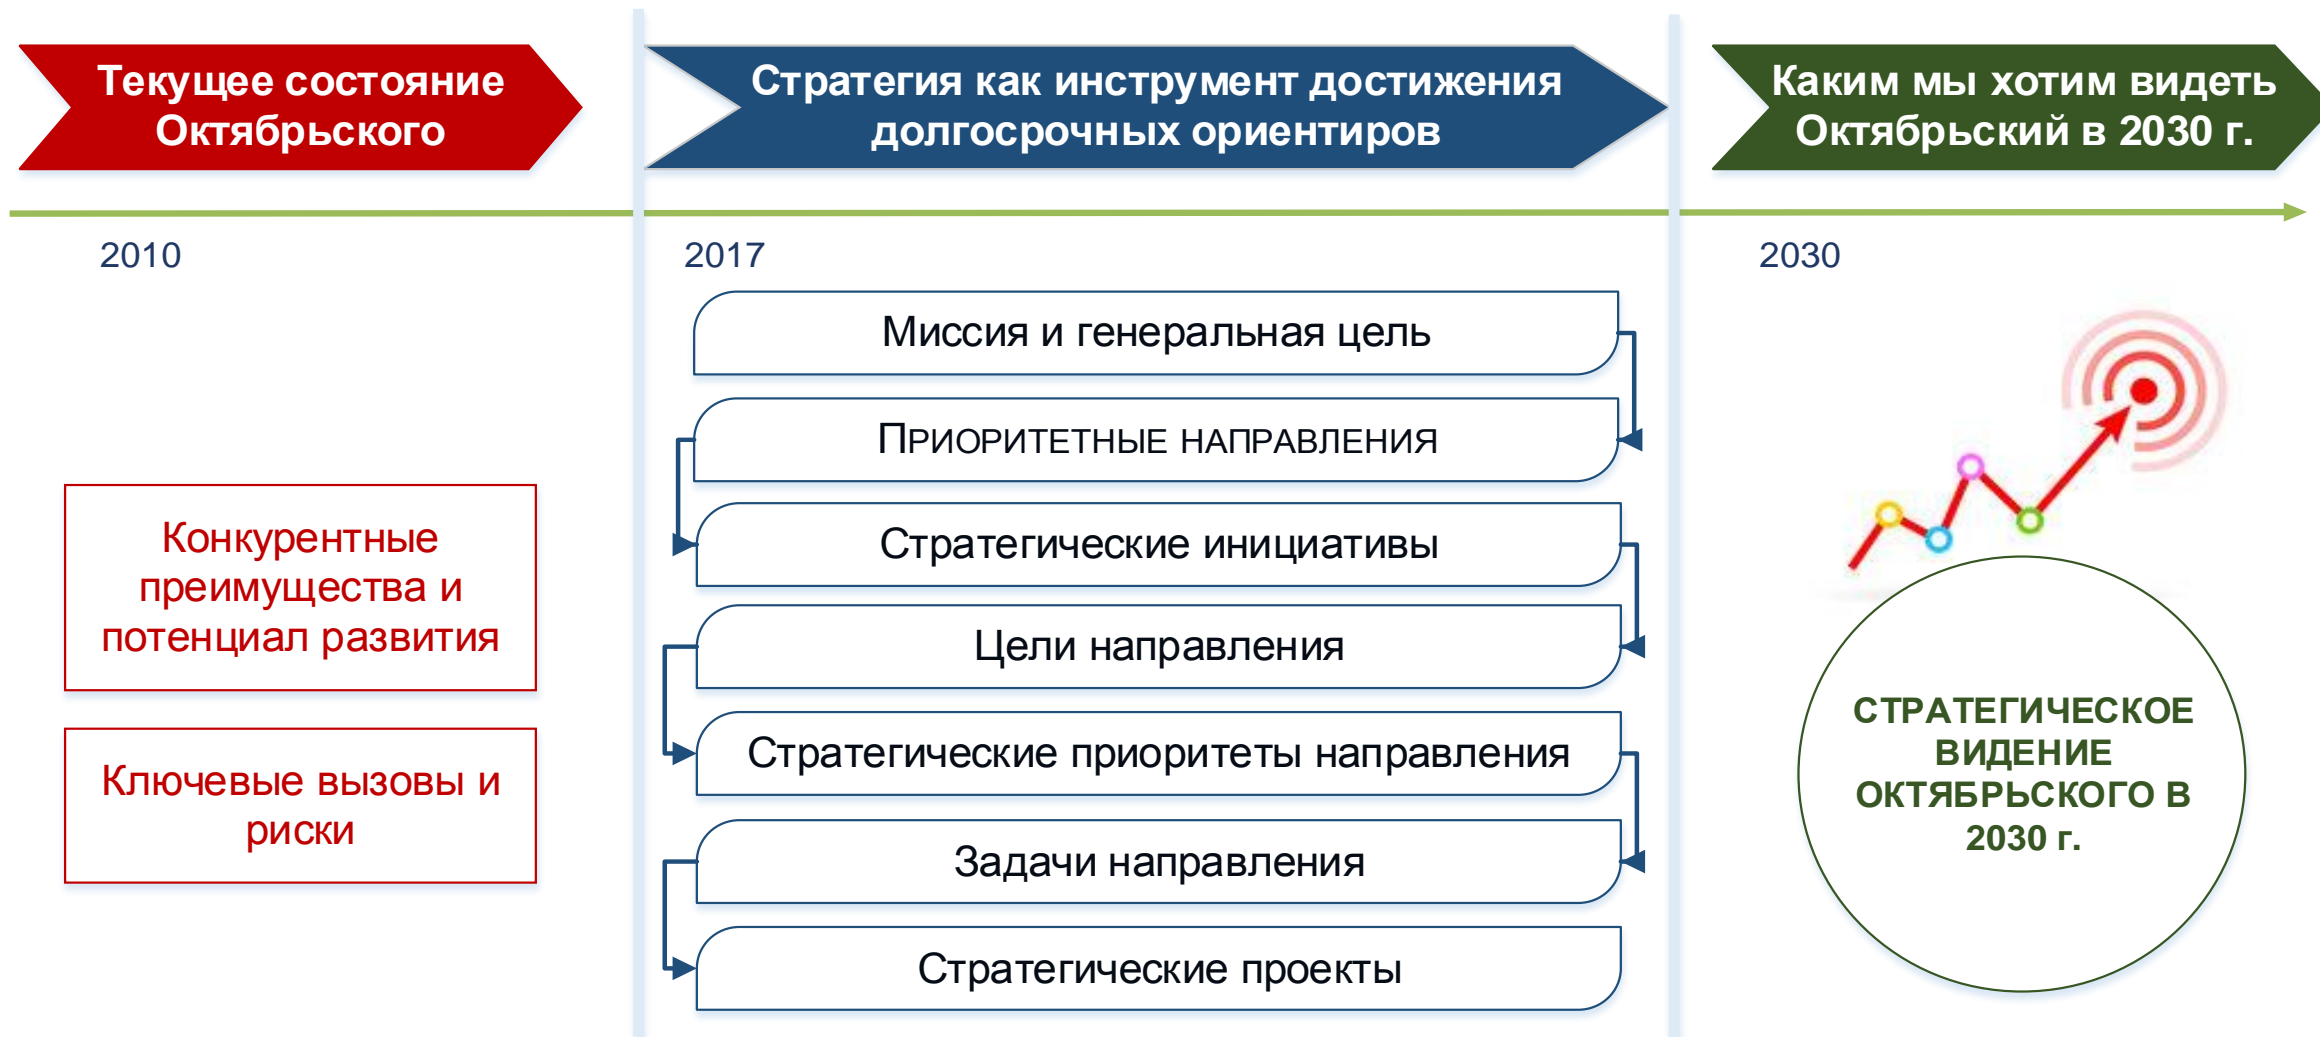 Текущее состояние
Октябрьского
Стратегия как инструмент достижения
долгосрочных ориентиров
Каким мы хотим видеть
Октябрьский в 2030 г.
2010
2017
2030
Конкурентные
преимущества и
потенциал развития
Ключевые вызовы и
риски
Миссия и генеральная цель
ПРИОРИТЕТНЫЕ НАПРАВЛЕНИЯ
Стратегические инициативы
Цели направления
Стратегические приоритеты направления
Задачи направления
Стратегические проекты
СТРАТЕГИЧЕСКОЕ
ВИДЕНИЕ
ОКТЯБРЬСКОГО В
2030 г.